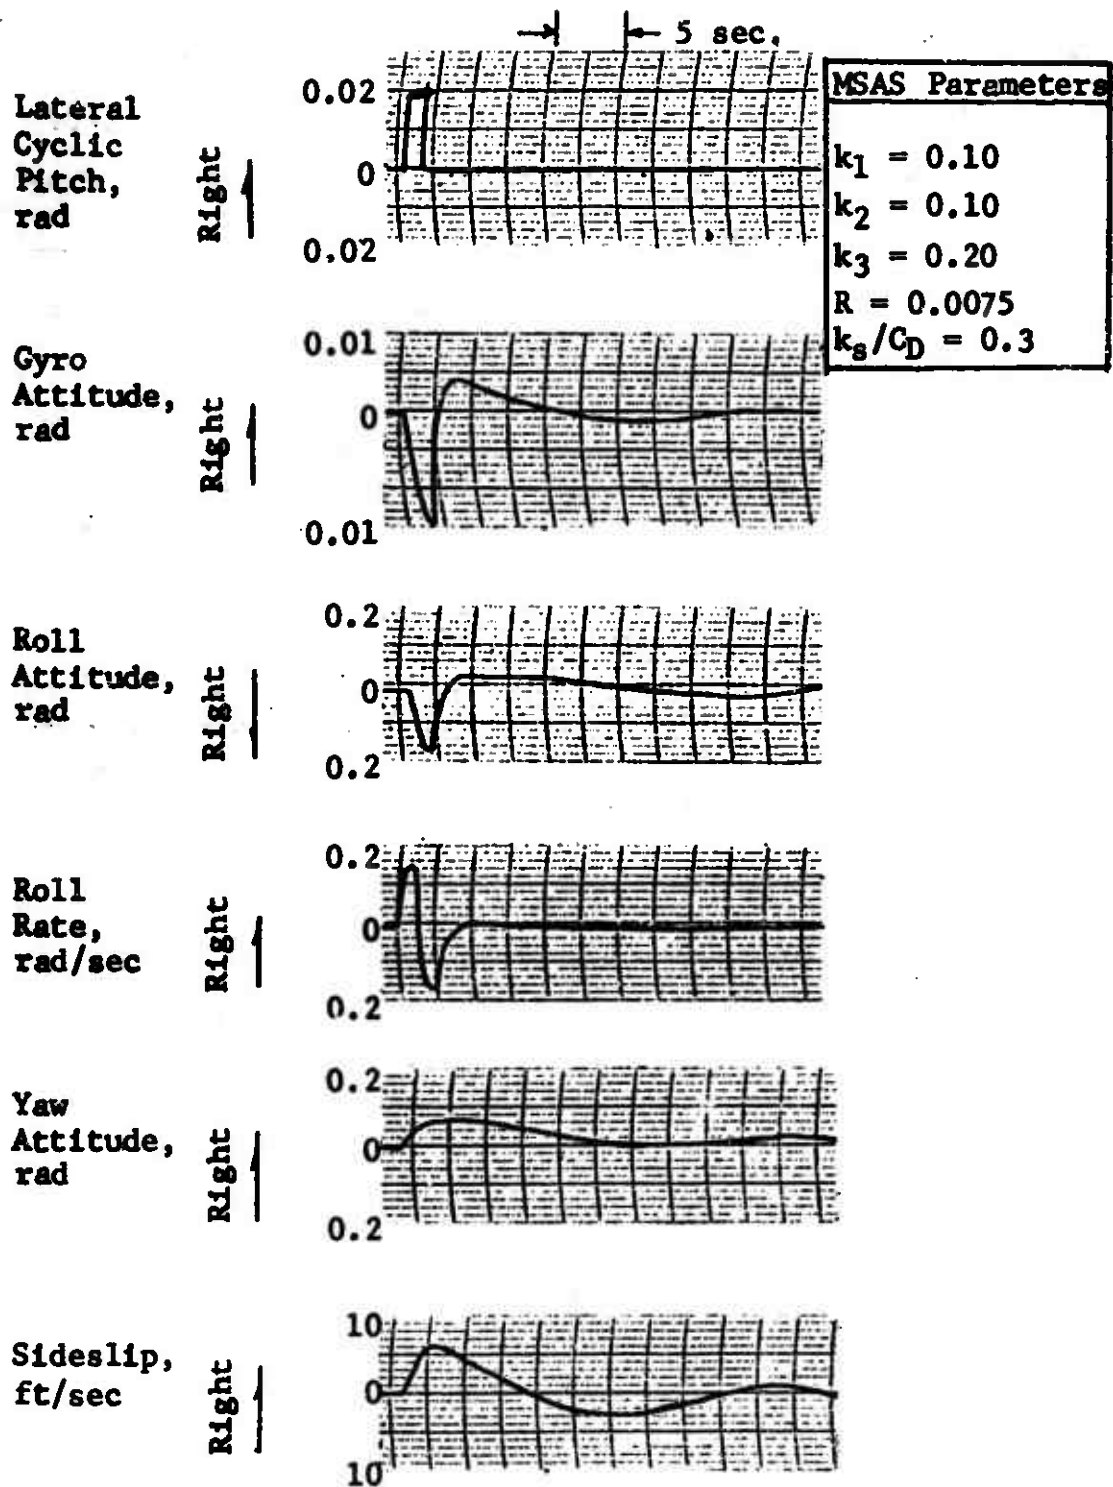 5 sec.
MSAS Parameters
k1 = 0.10
k2 = 0.10
k3 = 0.20
R = 0.0075
ks/CD = 0.3
Lateral
Cyclic
Pitch,
rad
Right
0.02
0
0.02
Gyro
Attitude,
rad
Right
0.01
0
0.01
Roll
Attitude,
rad
Right
0.2
0
0.2
Roll
Rate,
rad/sec
Right
0.2
0
0.2
Yaw
Attitude,
rad
Right
0.2
0
0.2
Sideslip,
ft/sec
Right
10
0
10